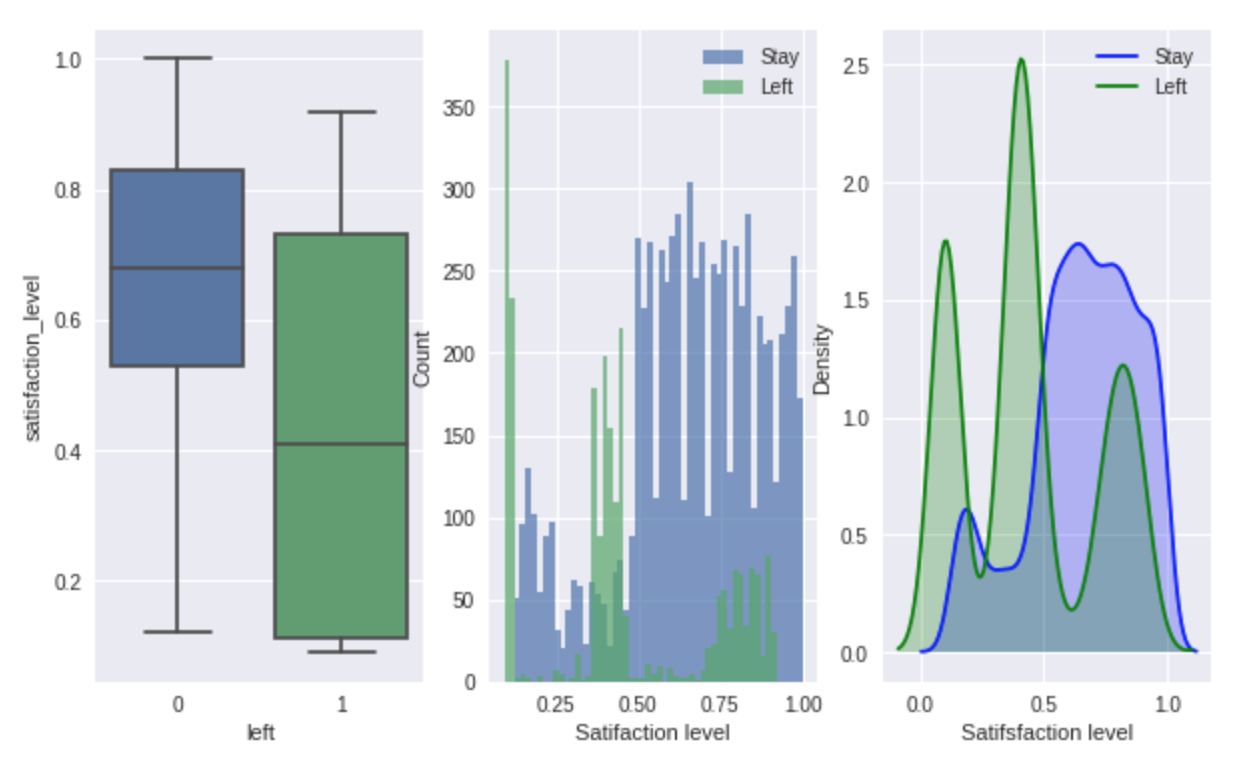 satisfaction_level
1.0
0.8
0.6
0.4
0.2
0
1
left
Count
350
300
250
200
150
100
50
0
Stay
Left
0.25
0.50
0.75
1.00
Satifaction level
Density
2.5
2.0
1.5
1.0
0.5
0.0
Stay
Left
0.0
0.5
1.0
Satifsfaction level